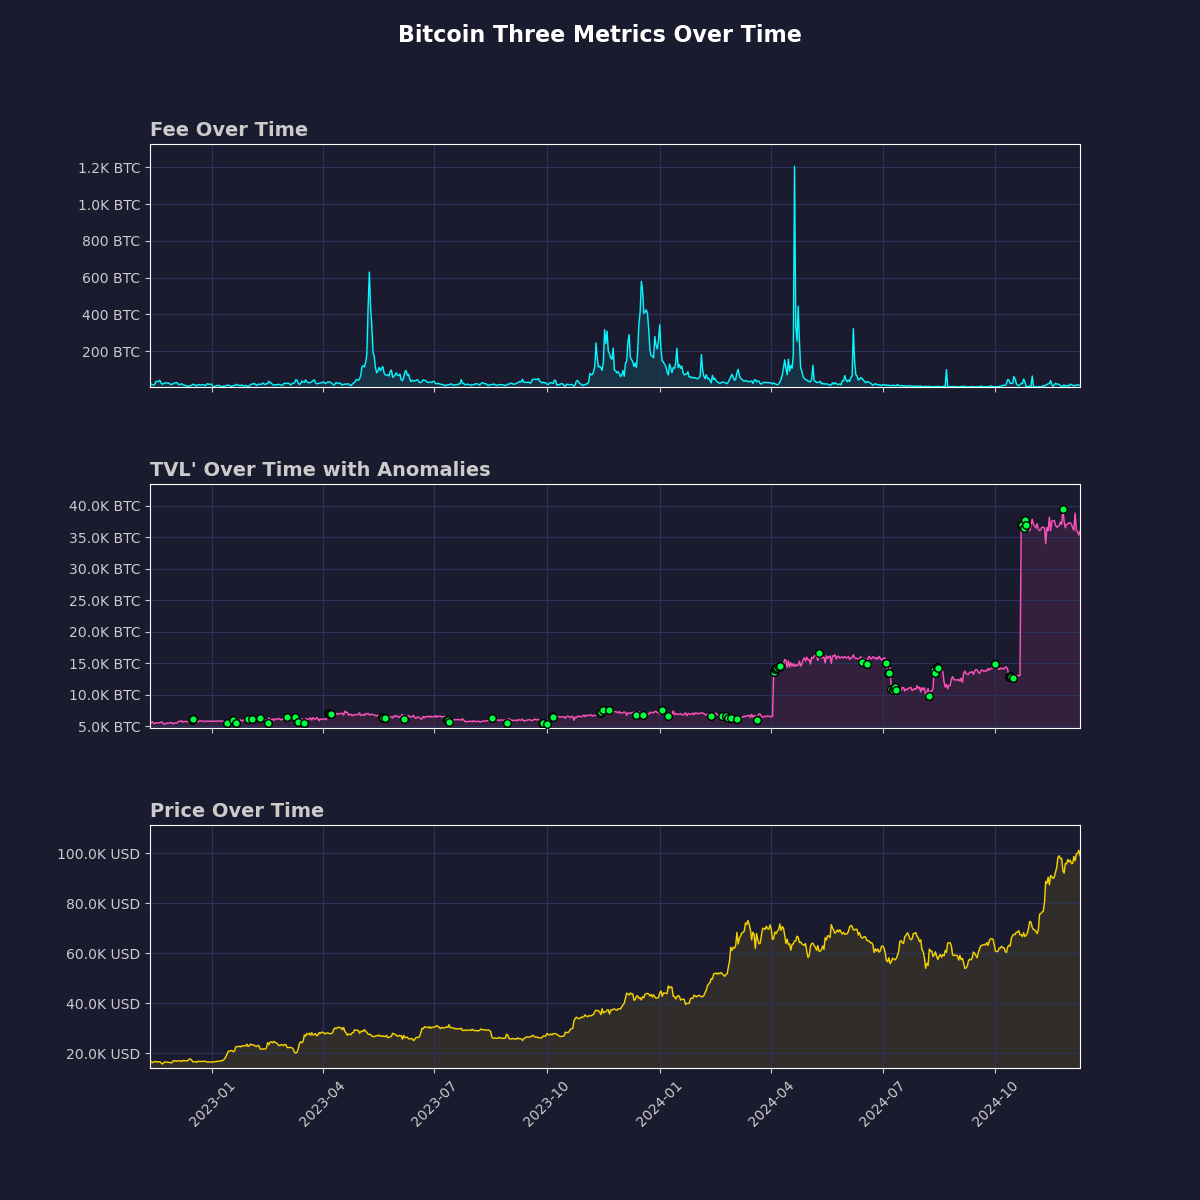 Bitcoin Three Metrics Over Time
Fee Over Time
1.2K BTC
1.0K BTC
800 BTC
600 BTC
400 BTC
200 BTC
TVL' Over Time with Anomalies
40.0K BTC
35.0K BTC
30.0K BTC
25.0K BTC
20.0K BTC
15.0K BTC
10.0K BTC
5.0K BTC
Price Over Time
100.0K USD
80.0K USD
60.0K USD
40.0K USD
20.0K USD
2023-01 2023-04 2023-07 2023-10 2024-01 2024-04 2024-07 2024-10